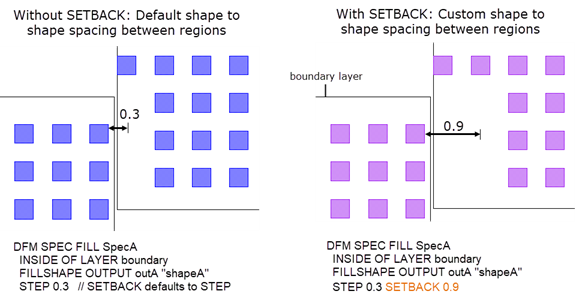 Without SETBACK: Default shape to
shape spacing between regions
0.3
DFM SPEC FILL SpecA
INSIDE OF LAYER boundary
FILLSHAPE OUTPUT outA "shapeA"
STEP 0.3 // SETBACK defaults to STEP
With SETBACK: Custom shape to
shape spacing between regions
boundary layer
0.9
DFM SPEC FILL SpecA
INSIDE OF LAYER boundary
FILLSHAPE OUTPUT outA "shapeA"
STEP 0.3 SETBACK 0.9